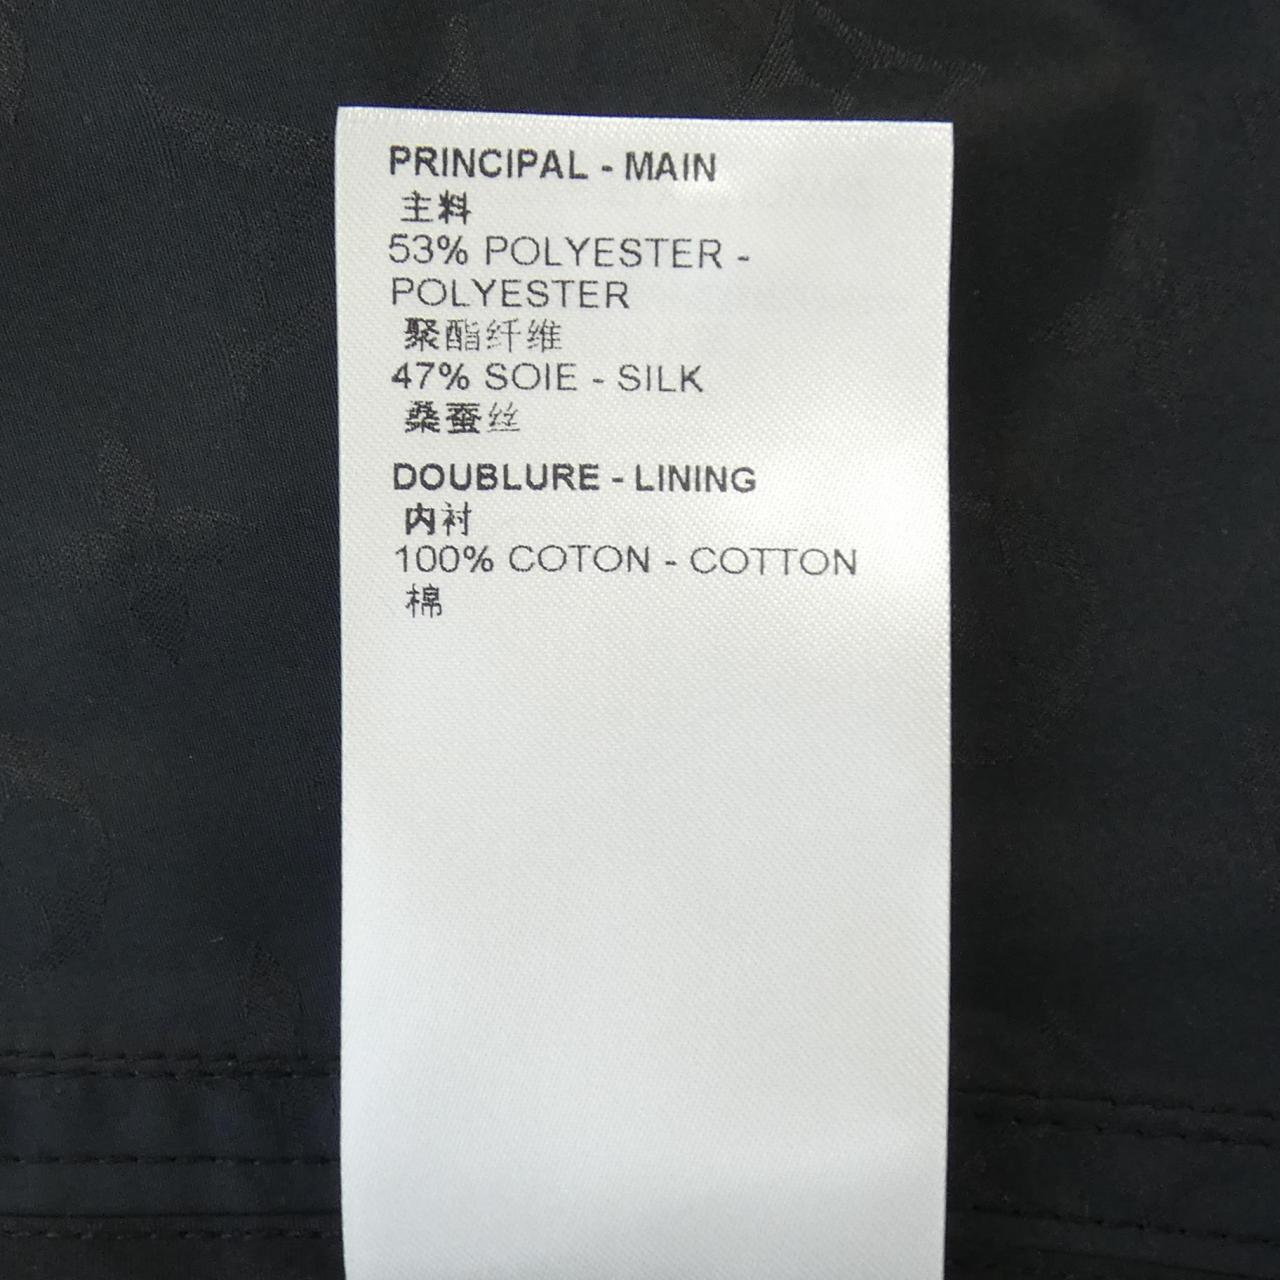 PRINCIPAL - MAIN
主料
53% POLYESTER -
POLYESTER
聚酯纤维
47% SOIE - SILK
桑蚕丝
DOUBLURE - LINING
内衬
100% COTON - COTTON
棉